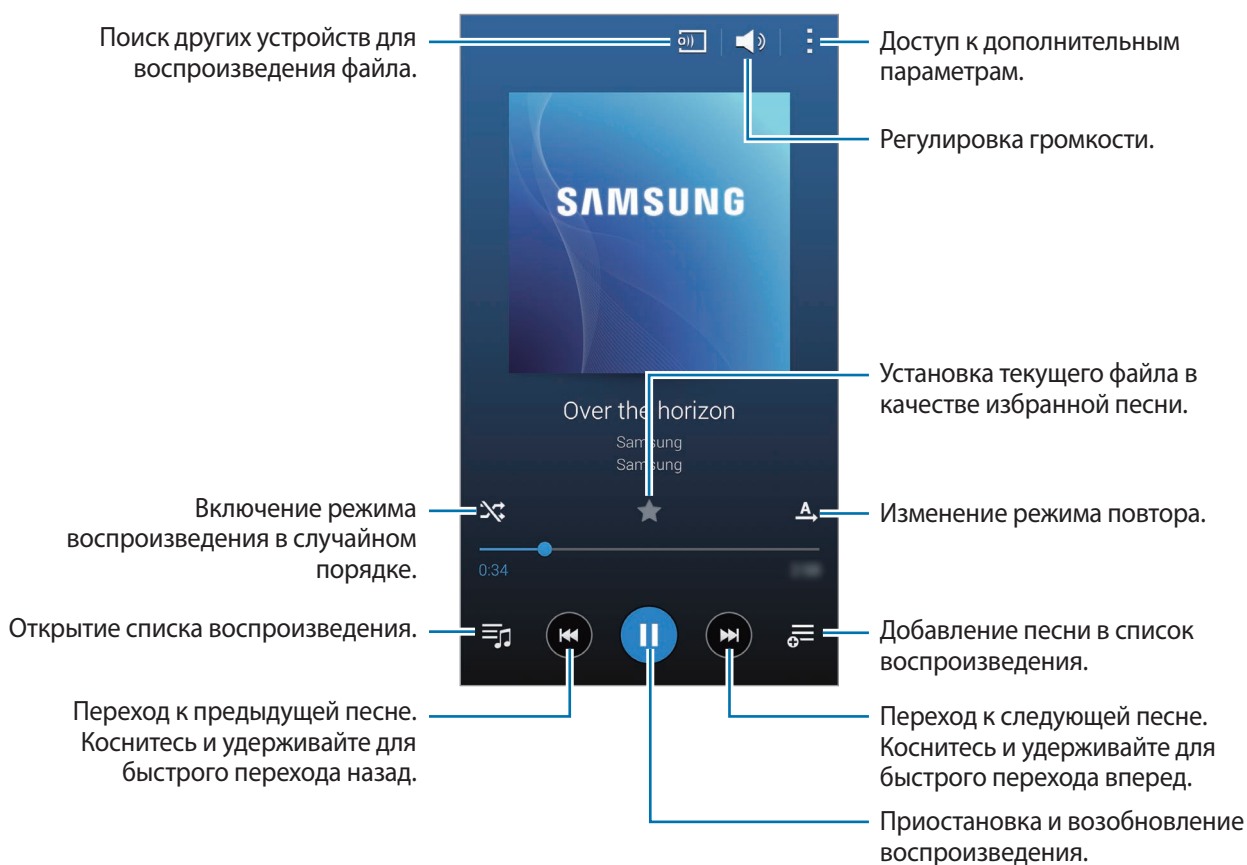 Поиск других устройств для
воспроизведения файла.
Доступ к дополнительным
параметрам.
Регулировка громкости.
SAMSUNG
Установка текущего файла в
качестве избранной песни.
Over the horizon
Samsung
Samsung
Включение режима
воспроизведения в случайном
порядке.
A
Изменение режима повтора.
0:34
Открытие списка воспроизведения.
Добавление песни в список
воспроизведения.
Переход к предыдущей песне.
Коснитесь и удерживайте для
быстрого перехода назад.
Переход к следующей песне.
Коснитесь и удерживайте для
быстрого перехода вперед.
Приостановка и возобновление
воспроизведения.